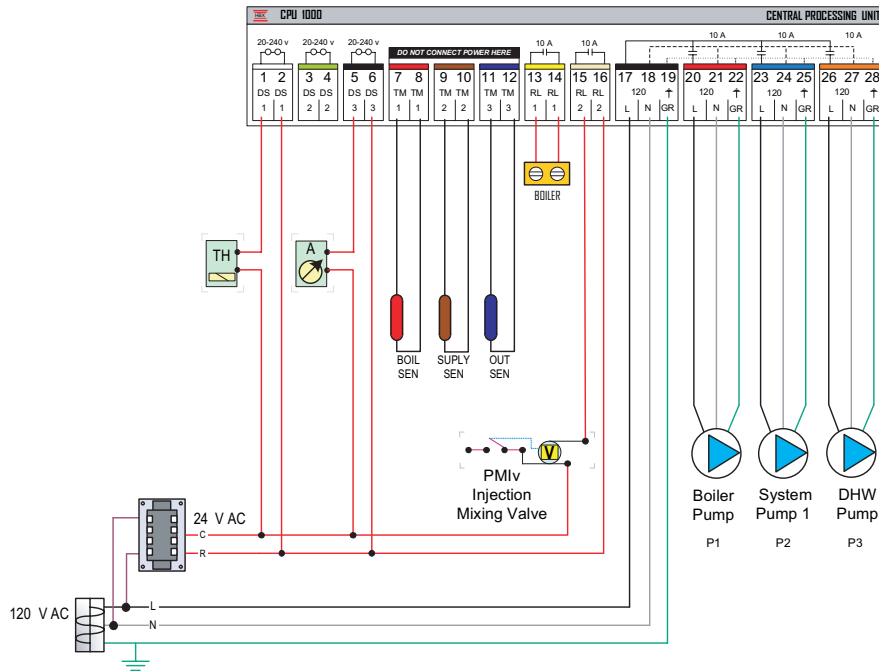 HBX CPU 1000 CENTRAL PROCESSING UNIT
20-240 v 20-240 v 20-240 v DO NOT CONNECT POWER HERE 10 A 10 A 10 A 10 A 10 A
1 2 3 4 5 6 7 8 9 10 11 12 13 14 15 16 17 18 19 20 21 22 23 24 25 26 27 28
DS DS DS DS DS DS TM TM TM TM TM TM RL RL RL RL 120 120 120 120
1 1 2 2 3 3 1 1 2 2 3 3 1 1 2 2 L N GR L N GR L N GR L N GR
BOILER
TH
A
BOIL SEN
SUPLY SEN
OUT SEN
V
PMIv
Injection
Mixing Valve
Boiler Pump
P1
System Pump 1
P2
DHW Pump
P3
24 V AC
C
R
120 V AC
L
N